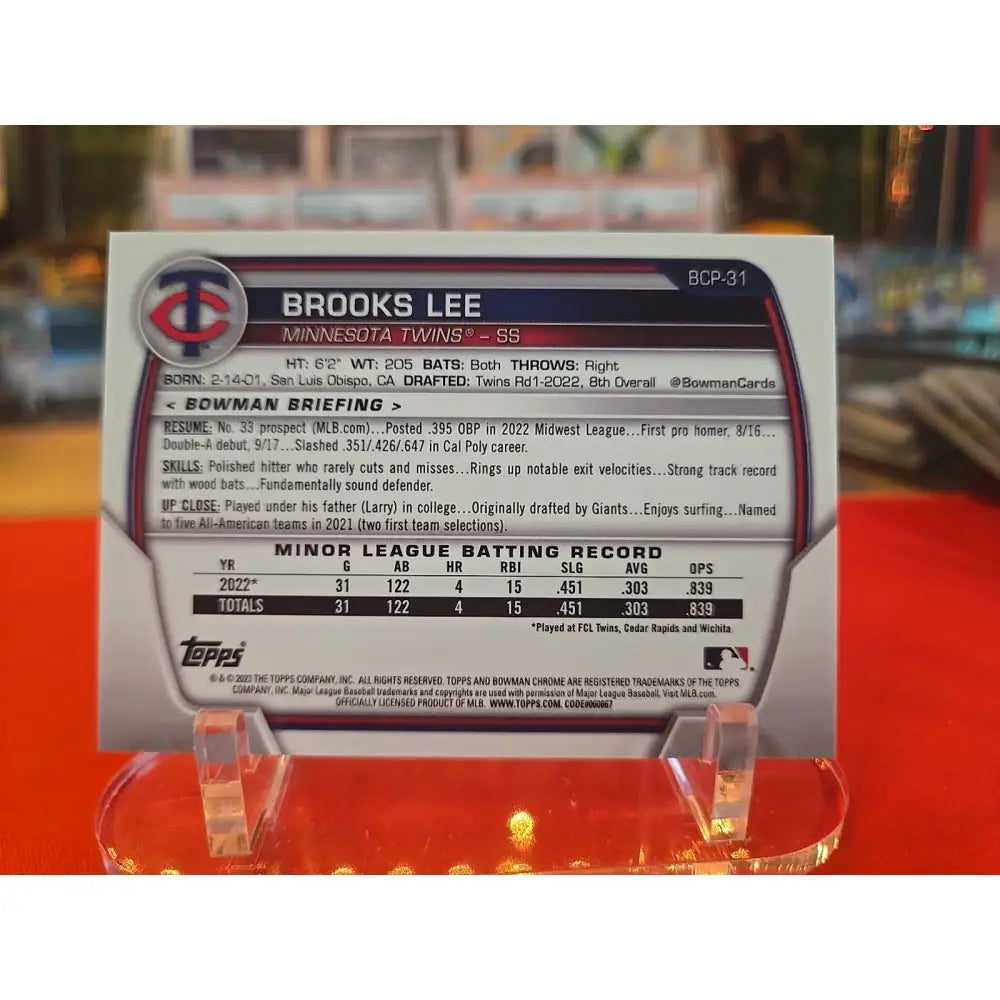 BCP-31
TC
BROOKS LEE
MINNESOTA TWINS® – SS
HT: 6'2" WT: 205 BATS: Both THROWS: Right
BORN: 2-14-01, San Luis Obispo, CA DRAFTED: Twins Rd1-2022, 8th Overall @BowmanCards
< BOWMAN BRIEFING >
RESUME: No. 33 prospect (MLB.com)...Posted .395 OBP in 2022 Midwest League...First pro homer, 8/16...
Double-A debut, 9/17...Slashed .351/.426/.647 in Cal Poly career.
SKILLS: Polished hitter who rarely cuts and misses...Rings up notable exit velocities...Strong track record
with wood bats...Fundamentally sound defender.
UP CLOSE: Played under his father (Larry) in college...Originally drafted by Giants...Enjoys surfing...Named
to five All-American teams in 2021 (two first team selections).
MINOR LEAGUE BATTING RECORD
YR G AB HR RBI SLG AVG OPS
2022* 31 122 4 15 .451 .303 .839
TOTALS 31 122 4 15 .451 .303 .839
*Played at FCL Twins, Cedar Rapids and Wichita
Topps
® & © 2023 THE TOPPS COMPANY, INC. ALL RIGHTS RESERVED. TOPPS AND BOWMAN CHROME ARE REGISTERED TRADEMARKS OF THE TOPPS
COMPANY, INC. Major League Baseball trademarks and copyrights are used with permission of Major League Baseball. Visit MLB.com.
OFFICIALLY LICENSED PRODUCT OF MLB. WWW.TOPPS.COM. CODE#060867